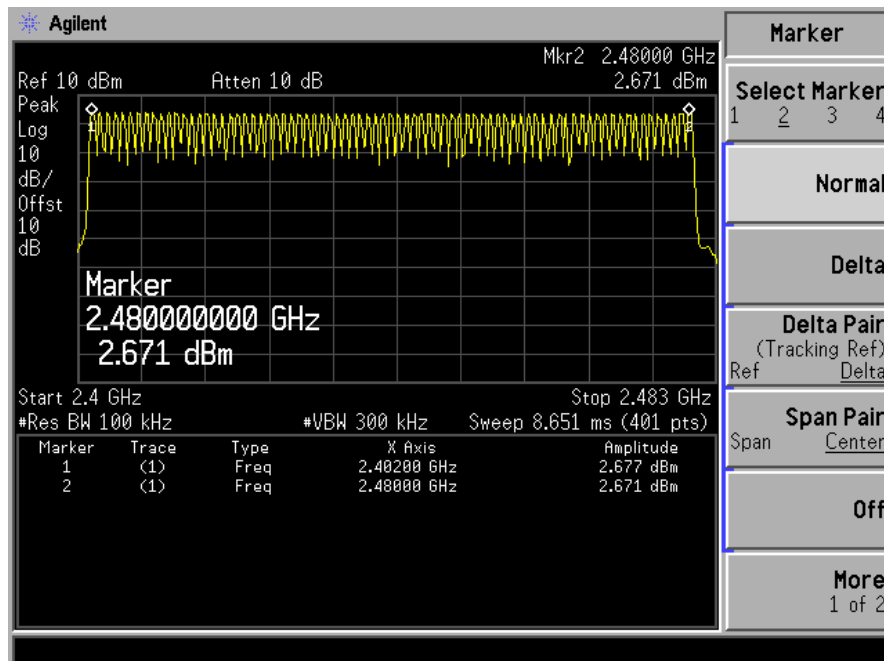 Agilent
Marker
Mkr2 2.48000 GHz
Ref 10 dBm Atten 10 dB 2.671 dBm
Peak
Log
10
dB/
Offst
10
dB
1
2
Marker
2.480000000 GHz
2.671 dBm
Start 2.4 GHz Stop 2.483 GHz
#Res BW 100 kHz #VBW 300 kHz Sweep 8.651 ms (401 pts)
Marker Trace Type X Axis Amplitude
1 (1) Freq 2.40200 GHz 2.677 dBm
2 (1) Freq 2.48000 GHz 2.671 dBm
Select Marker
1 2 3 4
Normal
Delta
Delta Pair
(Tracking Ref)
Ref Delta
Span Pair
Span Center
Off
More
1 of 2